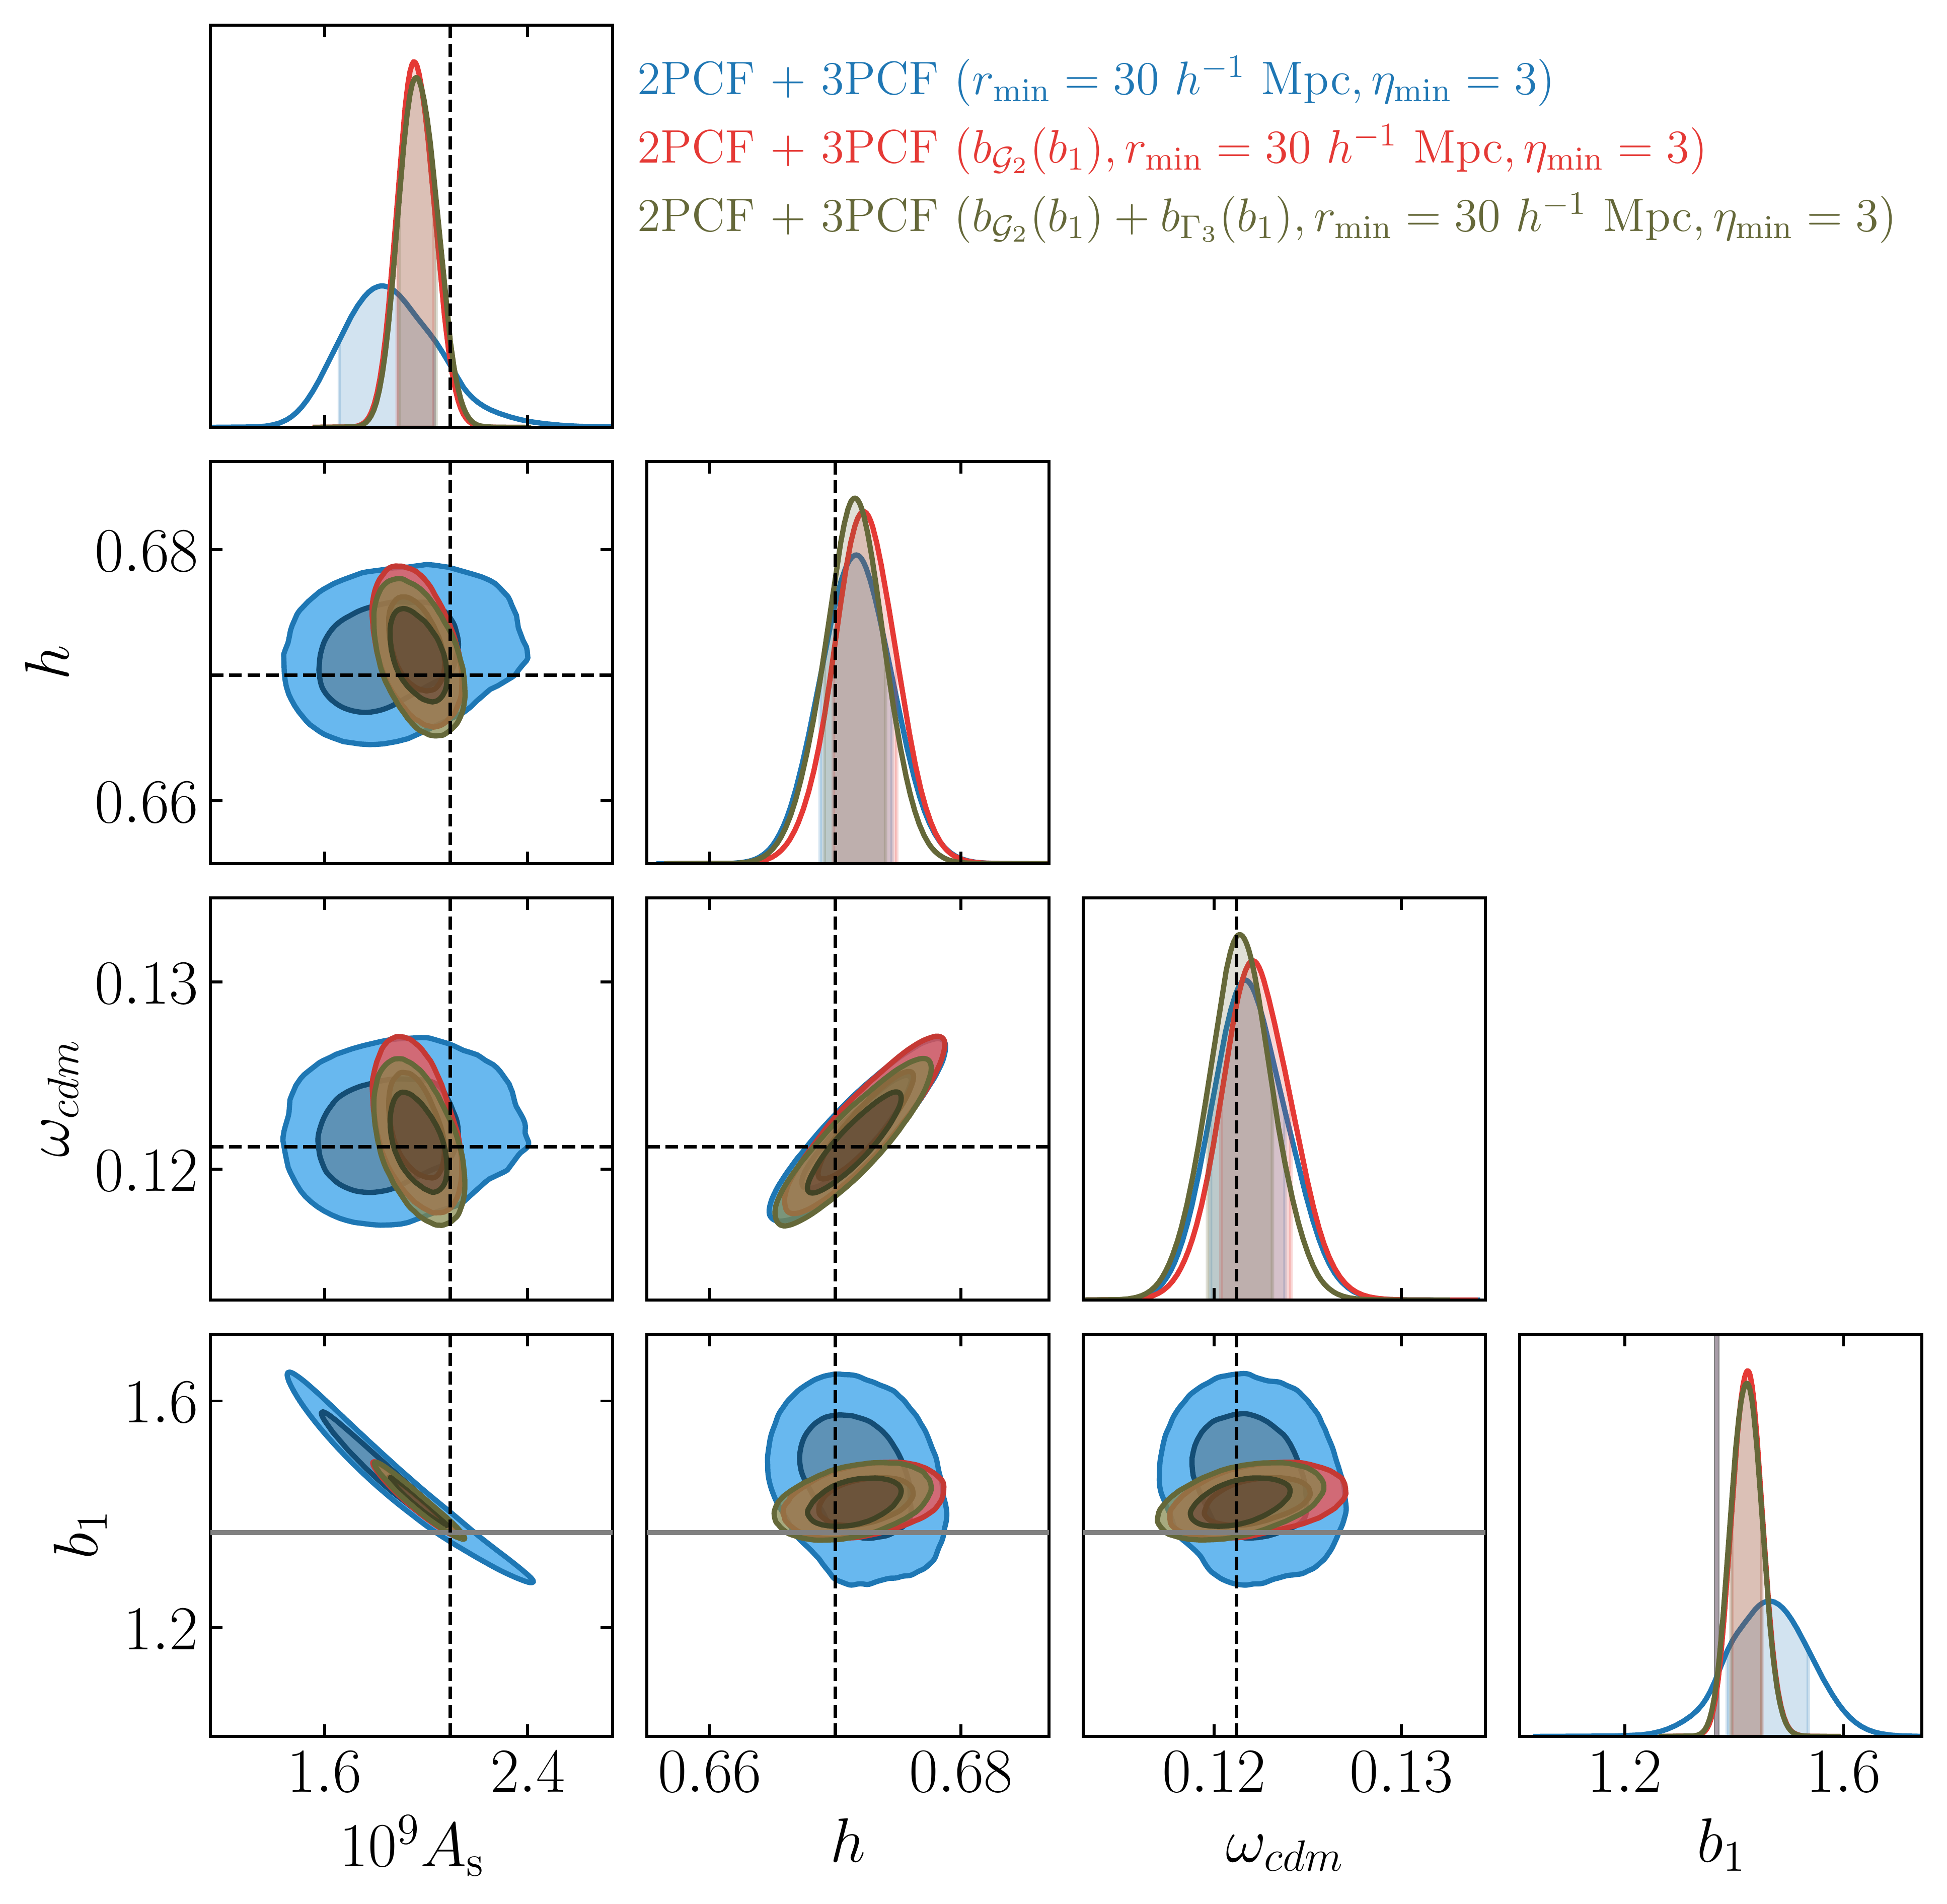 2PCF + 3PCF (r_min = 30 h⁻¹ Mpc, η_min = 3)
2PCF + 3PCF (b_𝒢₂(b₁), r_min = 30 h⁻¹ Mpc, η_min = 3)
2PCF + 3PCF (b_𝒢₂(b₁) + b_Γ₃(b₁), r_min = 30 h⁻¹ Mpc, η_min = 3)
0.68
h
0.66
0.13
ω_cdm
0.12
1.6
b₁
1.2
1.6 2.4 0.66 0.68 0.12 0.13 1.2 1.6
10⁹A_s h ω_cdm b₁